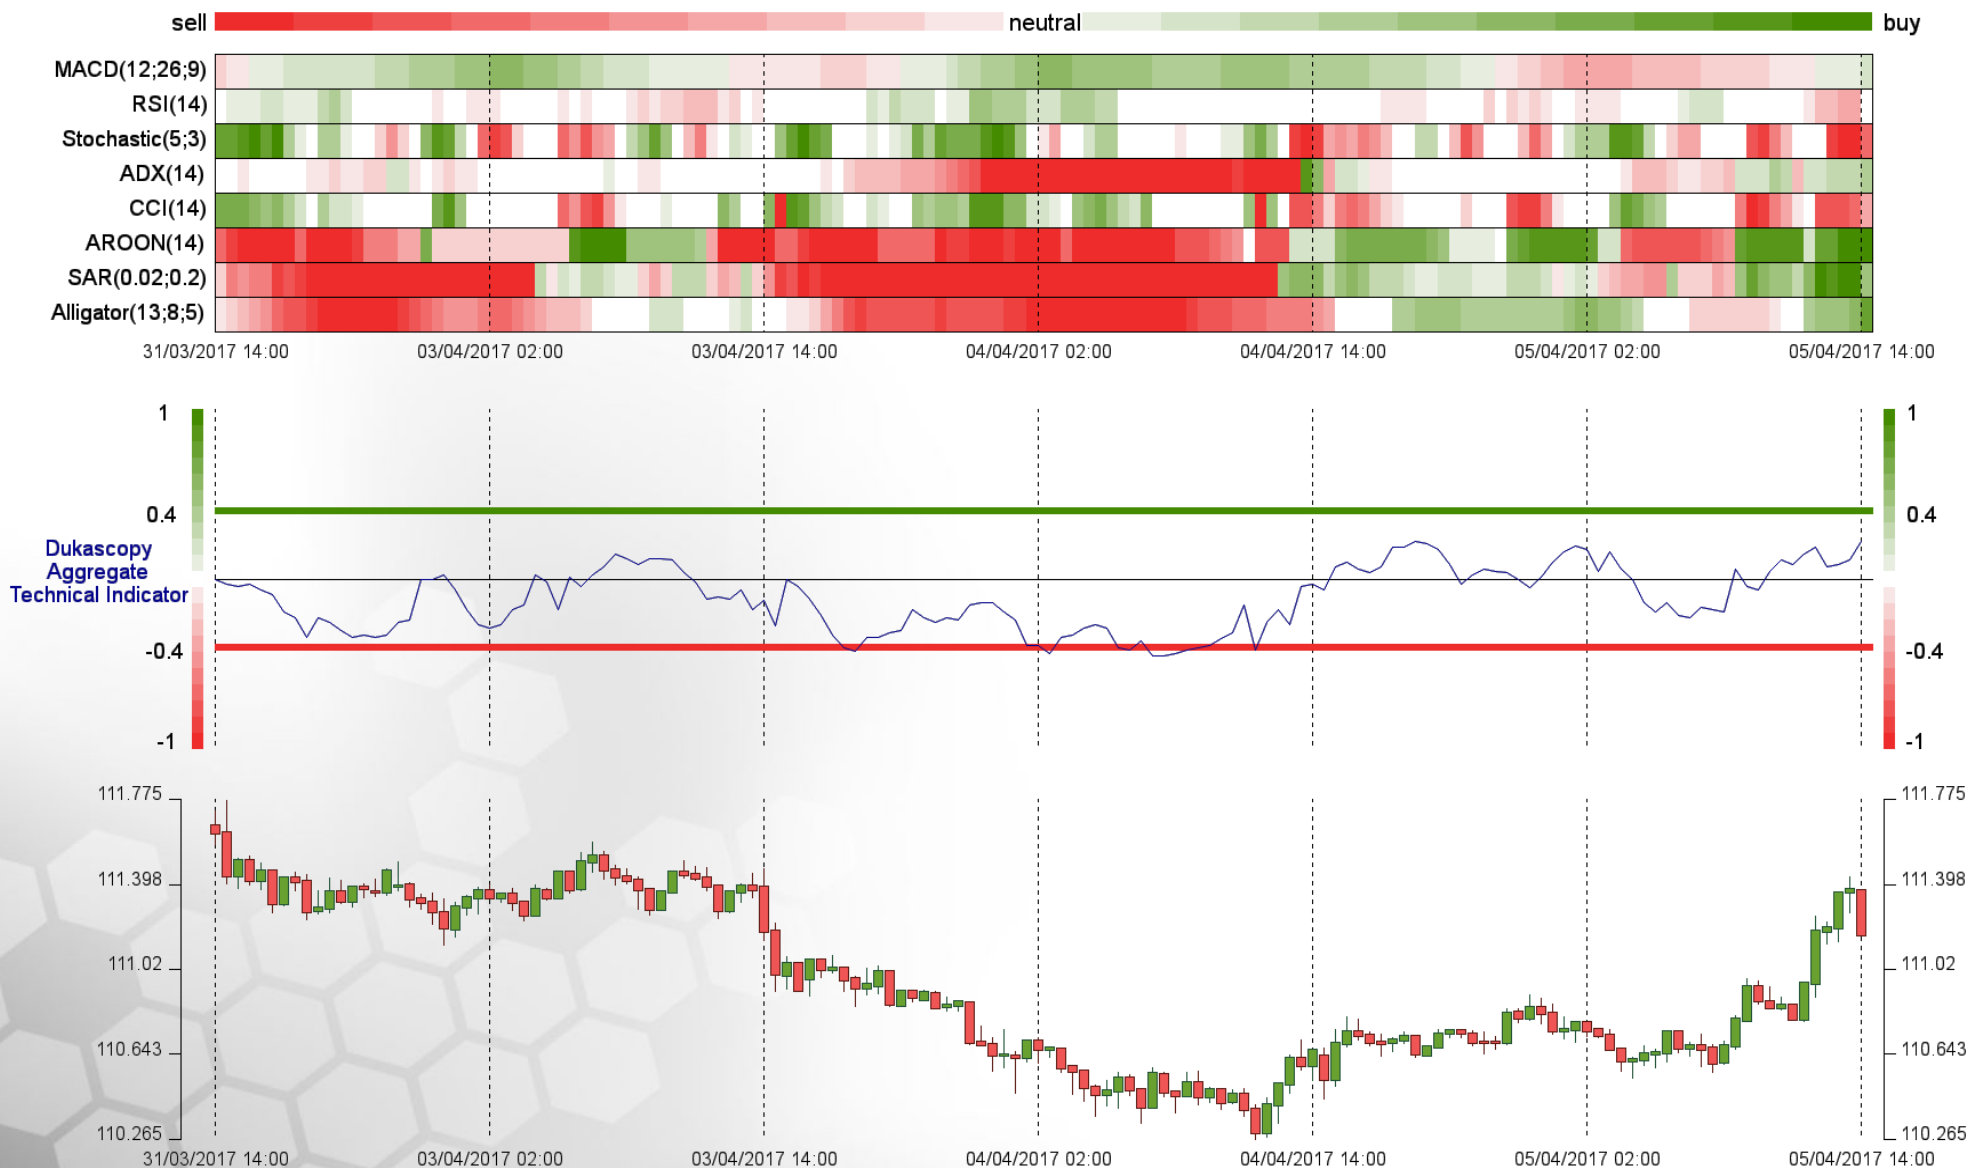 sell neutral buy
MACD(12;26;9)
RSI(14)
Stochastic(5;3)
ADX(14)
CCI(14)
AROON(14)
SAR(0.02;0.2)
Alligator(13;8;5)
31/03/2017 14:00 03/04/2017 02:00 03/04/2017 14:00 04/04/2017 02:00 04/04/2017 14:00 05/04/2017 02:00 05/04/2017 14:00
1 1
0.4 0.4
Dukascopy
Aggregate
Technical Indicator
-0.4 -0.4
-1 -1
111.775 111.775
111.398 111.398
111.02 111.02
110.643 110.643
110.265 110.265
31/03/2017 14:00 03/04/2017 02:00 03/04/2017 14:00 04/04/2017 02:00 04/04/2017 14:00 05/04/2017 02:00 05/04/2017 14:00